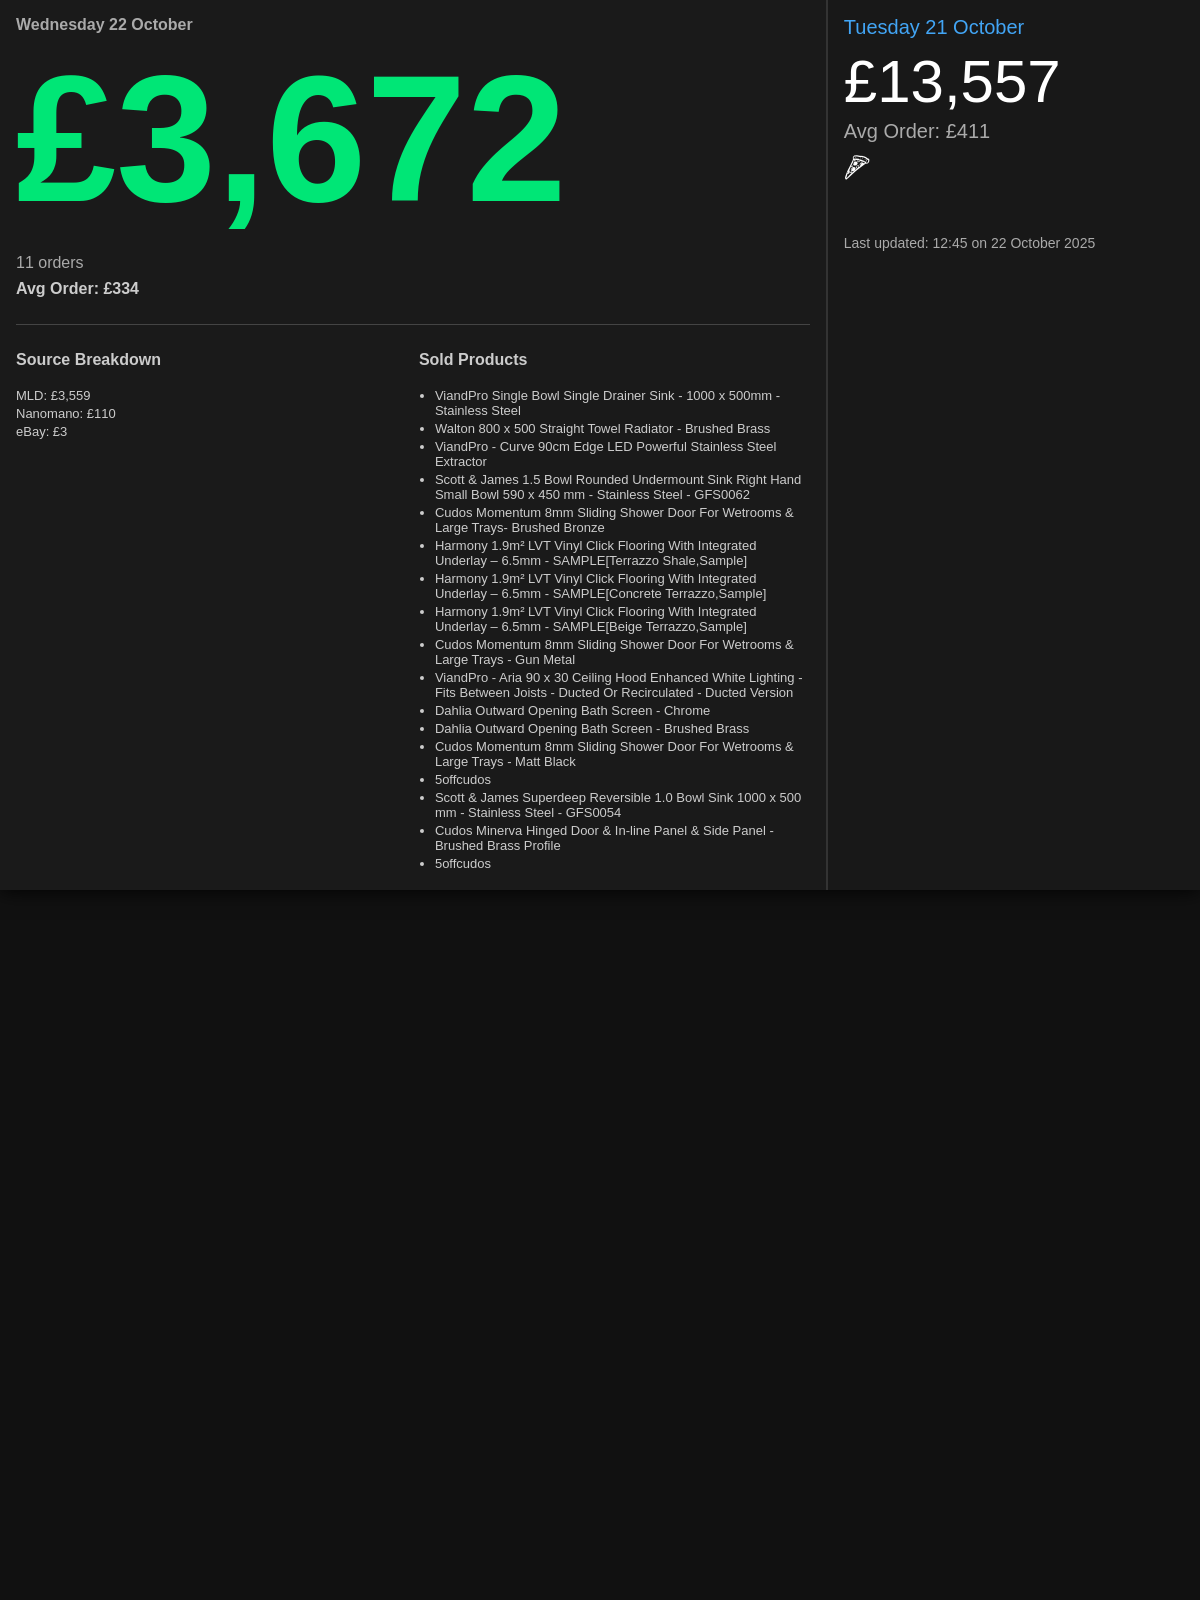 Wednesday 22 October
£3,672
11 orders
Avg Order: £334
Source Breakdown
MLD: £3,559
Nanomano: £110
eBay: £3
Sold Products
• ViandPro Single Bowl Single Drainer Sink - 1000 x 500mm -
Stainless Steel
• Walton 800 x 500 Straight Towel Radiator - Brushed Brass
• ViandPro - Curve 90cm Edge LED Powerful Stainless Steel
Extractor
• Scott & James 1.5 Bowl Rounded Undermount Sink Right Hand
Small Bowl 590 x 450 mm - Stainless Steel - GFS0062
• Cudos Momentum 8mm Sliding Shower Door For Wetrooms &
Large Trays- Brushed Bronze
• Harmony 1.9m² LVT Vinyl Click Flooring With Integrated
Underlay – 6.5mm - SAMPLE[Terrazzo Shale,Sample]
• Harmony 1.9m² LVT Vinyl Click Flooring With Integrated
Underlay – 6.5mm - SAMPLE[Concrete Terrazzo,Sample]
• Harmony 1.9m² LVT Vinyl Click Flooring With Integrated
Underlay – 6.5mm - SAMPLE[Beige Terrazzo,Sample]
• Cudos Momentum 8mm Sliding Shower Door For Wetrooms &
Large Trays - Gun Metal
• ViandPro - Aria 90 x 30 Ceiling Hood Enhanced White Lighting -
Fits Between Joists - Ducted Or Recirculated - Ducted Version
• Dahlia Outward Opening Bath Screen - Chrome
• Dahlia Outward Opening Bath Screen - Brushed Brass
• Cudos Momentum 8mm Sliding Shower Door For Wetrooms &
Large Trays - Matt Black
• 5offcudos
• Scott & James Superdeep Reversible 1.0 Bowl Sink 1000 x 500
mm - Stainless Steel - GFS0054
• Cudos Minerva Hinged Door & In-line Panel & Side Panel -
Brushed Brass Profile
• 5offcudos
Tuesday 21 October
£13,557
Avg Order: £411
Last updated: 12:45 on 22 October 2025